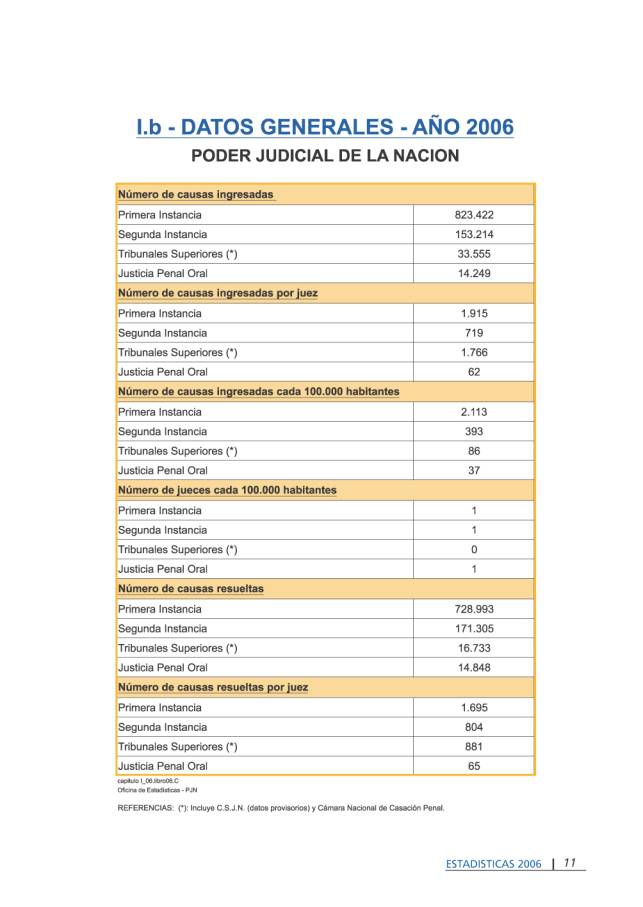 I.b - DATOS GENERALES - AÑO 2006
PODER JUDICIAL DE LA NACION
Número de causas ingresadas
Primera Instancia 823.422
Segunda Instancia 153.214
Tribunales Superiores (*) 33.555
Justicia Penal Oral 14.249
Número de causas ingresadas por juez
Primera Instancia 1.915
Segunda Instancia 719
Tribunales Superiores (*) 1.766
Justicia Penal Oral 62
Número de causas ingresadas cada 100.000 habitantes
Primera Instancia 2.113
Segunda Instancia 393
Tribunales Superiores (*) 86
Justicia Penal Oral 37
Número de jueces cada 100.000 habitantes
Primera Instancia 1
Segunda Instancia 1
Tribunales Superiores (*) 0
Justicia Penal Oral 1
Número de causas resueltas
Primera Instancia 728.993
Segunda Instancia 171.305
Tribunales Superiores (*) 16.733
Justicia Penal Oral 14.848
Número de causas resueltas por juez
Primera Instancia 1.695
Segunda Instancia 804
Tribunales Superiores (*) 881
Justicia Penal Oral 65
capítulo I_06.libro06.C
Oficina de Estadísticas - PJN
REFERENCIAS: (*): Incluye C.S.J.N. (datos provisorios) y Cámara Nacional de Casación Penal.
ESTADISTICAS 2006 | 11